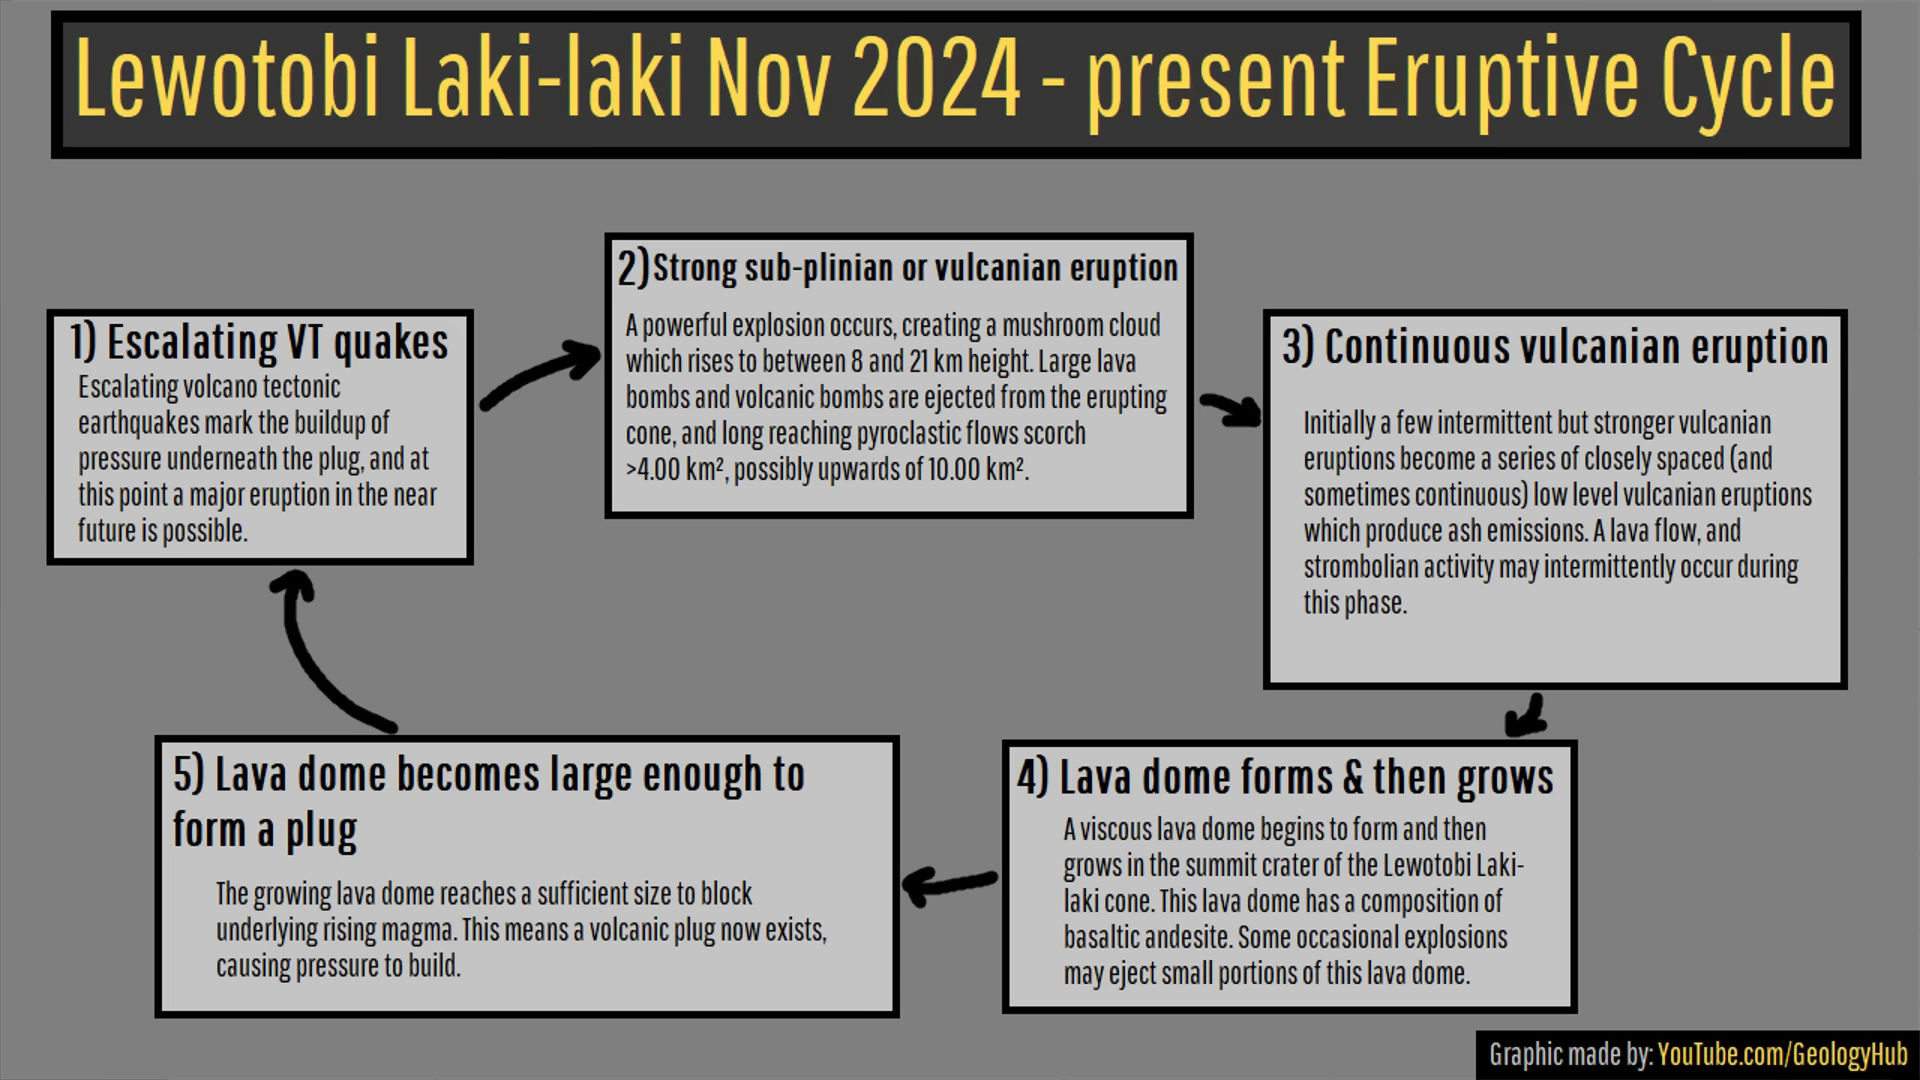 Lewotobi Laki-laki Nov 2024 - present Eruptive Cycle
1) Escalating VT quakes
Escalating volcano tectonic
earthquakes mark the buildup of
pressure underneath the plug, and at
this point a major eruption in the near
future is possible.
2) Strong sub-plinian or vulcanian eruption
A powerful explosion occurs, creating a mushroom cloud
which rises to between 8 and 21 km height. Large lava
bombs and volcanic bombs are ejected from the erupting
cone, and long reaching pyroclastic flows scorch
>4.00 km², possibly upwards of 10.00 km².
3) Continuous vulcanian eruption
Initially a few intermittent but stronger vulcanian
eruptions become a series of closely spaced (and
sometimes continuous) low level vulcanian eruptions
which produce ash emissions. A lava flow, and
strombolian activity may intermittently occur during
this phase.
4) Lava dome forms & then grows
A viscous lava dome begins to form and then
grows in the summit crater of the Lewotobi Laki-
laki cone. This lava dome has a composition of
basaltic andesite. Some occasional explosions
may eject small portions of this lava dome.
5) Lava dome becomes large enough to
form a plug
The growing lava dome reaches a sufficient size to block
underlying rising magma. This means a volcanic plug now exists,
causing pressure to build.
Graphic made by: YouTube.com/GeologyHub